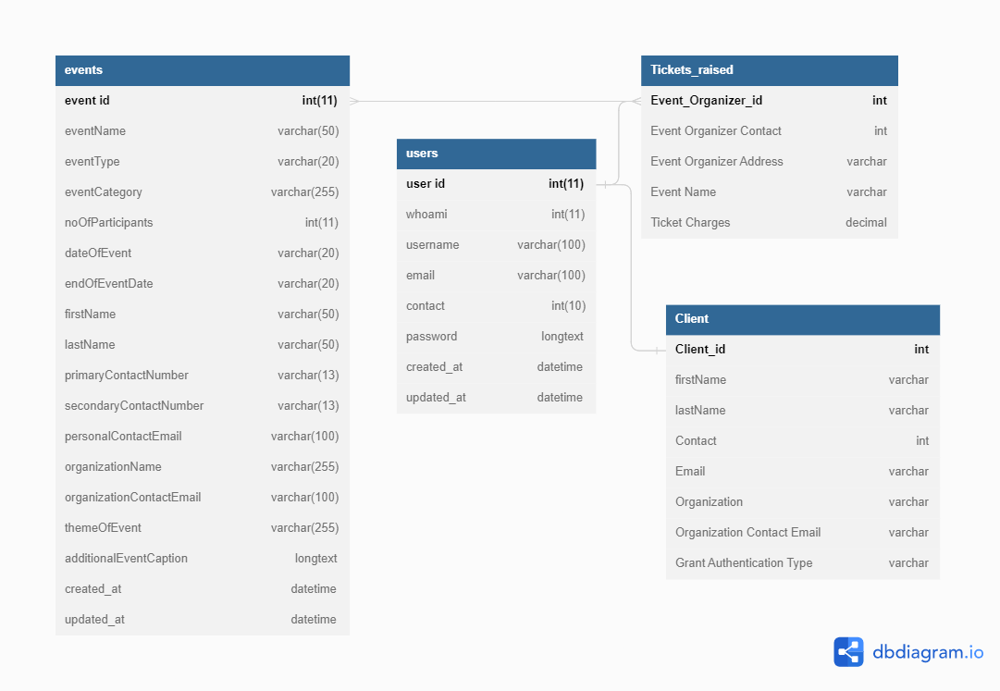 events
event id int(11)
eventName varchar(50)
eventType varchar(20)
eventCategory varchar(255)
noOfParticipants int(11)
dateOfEvent varchar(20)
endOfEventDate varchar(20)
firstName varchar(50)
lastName varchar(50)
primaryContactNumber varchar(13)
secondaryContactNumber varchar(13)
personalContactEmail varchar(100)
organizationName varchar(255)
organizationContactEmail varchar(100)
themeOfEvent varchar(255)
additionalEventCaption longtext
created_at datetime
updated_at datetime
users
user id int(11)
whoami int(11)
username varchar(100)
email varchar(100)
contact int(10)
password longtext
created_at datetime
updated_at datetime
Tickets_raised
Event_Organizer_id int
Event Organizer Contact int
Event Organizer Address varchar
Event Name varchar
Ticket Charges decimal
Client
Client_id int
firstName varchar
lastName varchar
Contact int
Email varchar
Organization varchar
Organization Contact Email varchar
Grant Authentication Type varchar
dbdiagram.io